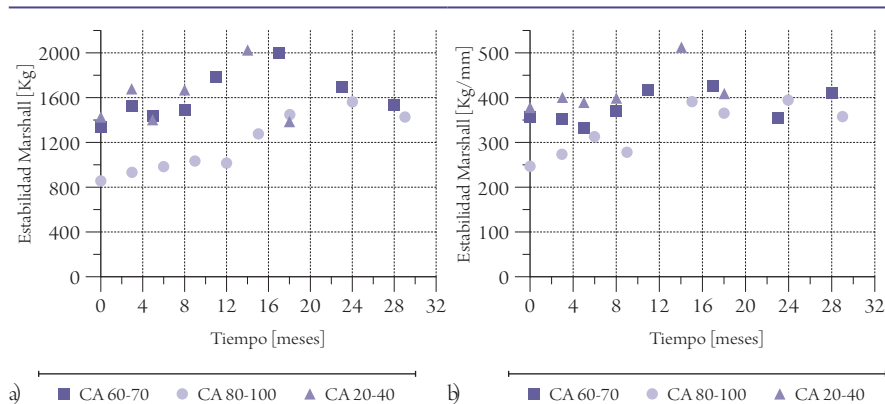 Estabilidad Marshall [Kg]
2000
1600
1200
800
400
0
0 4 8 12 16 20 24 28 32
Tiempo [meses]
a) CA 60-70 CA 80-100 CA 20-40
Estabilidad Marshall [Kg/mm]
500
400
300
200
100
0
0 4 8 12 16 20 24 28 32
Tiempo [meses]
b) CA 60-70 CA 80-100 CA 20-40